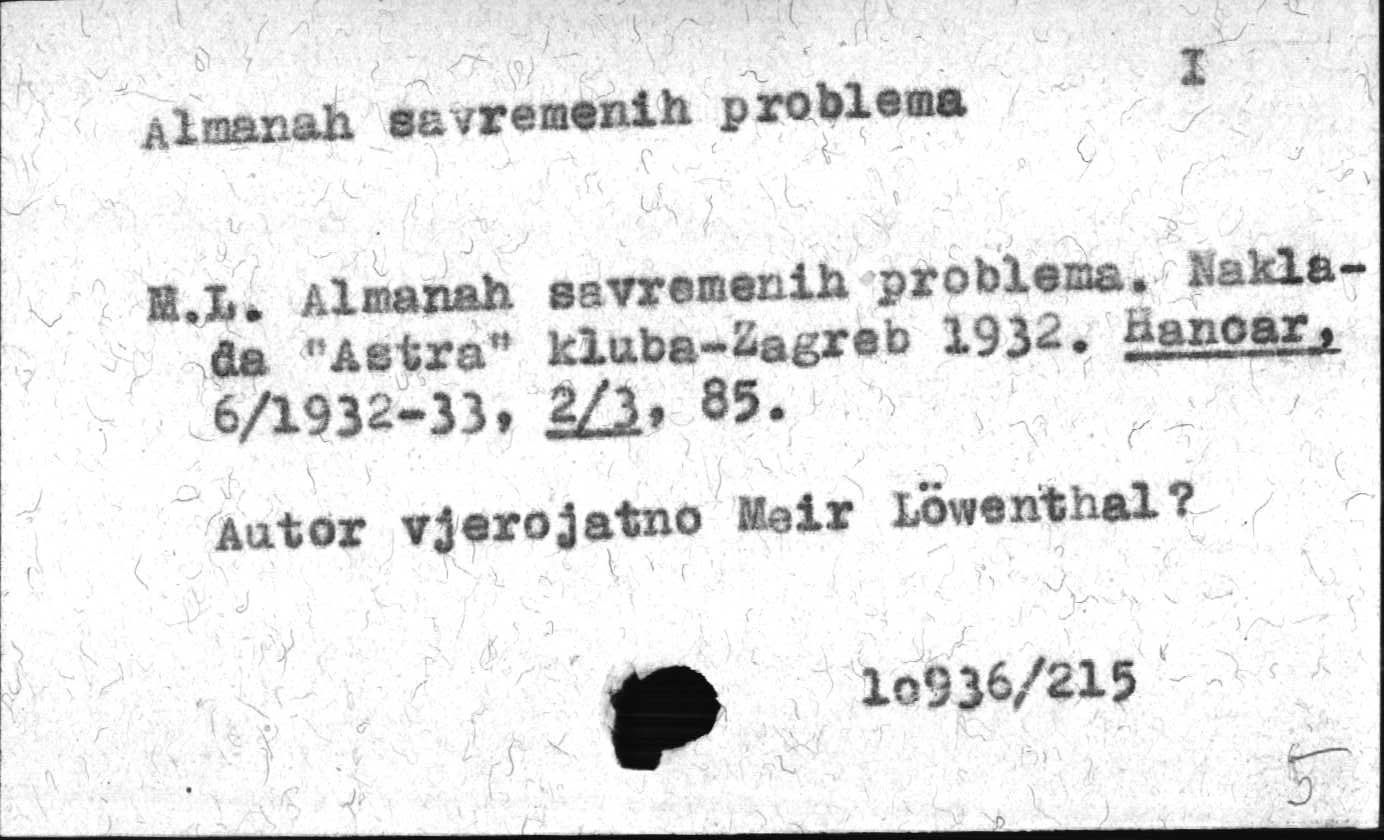 I
Almanah savremenih problema
M.L. Almanah savremenih problema. Nakla-
da "Astra" kluba-Zagreb 1932. Hanoar,
6/1932-33, 2/3, 85.
Autor vjerojatno Meir Löwenthal?
lo936/215
5